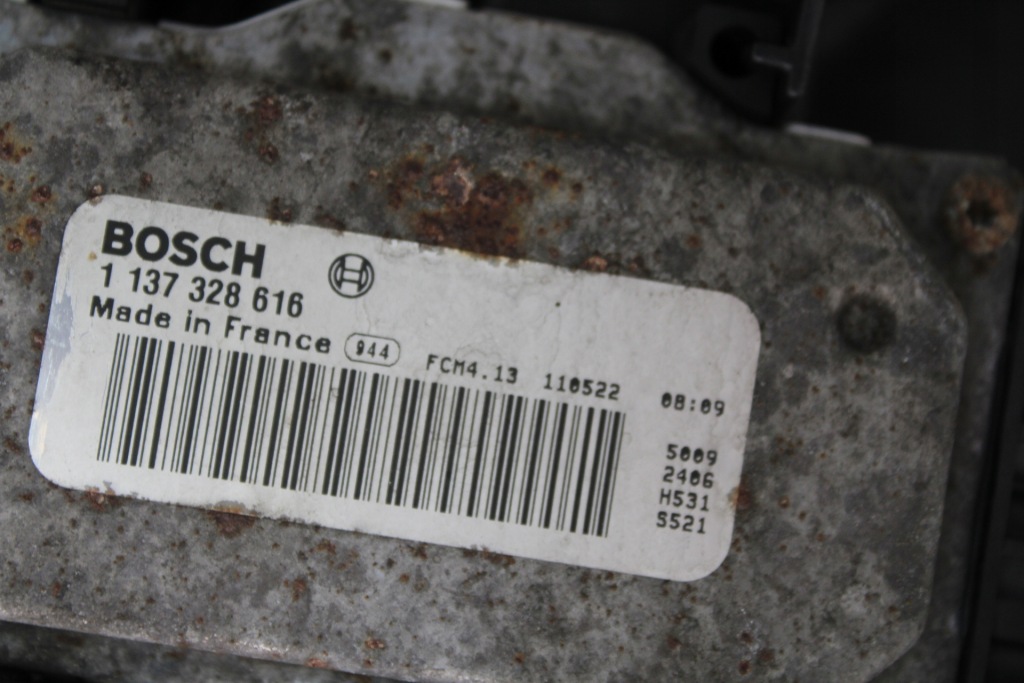 BOSCH
1 137 328 616
Made in France 944 FCM4.13 110522 08:09
5009
2406
H531
S521